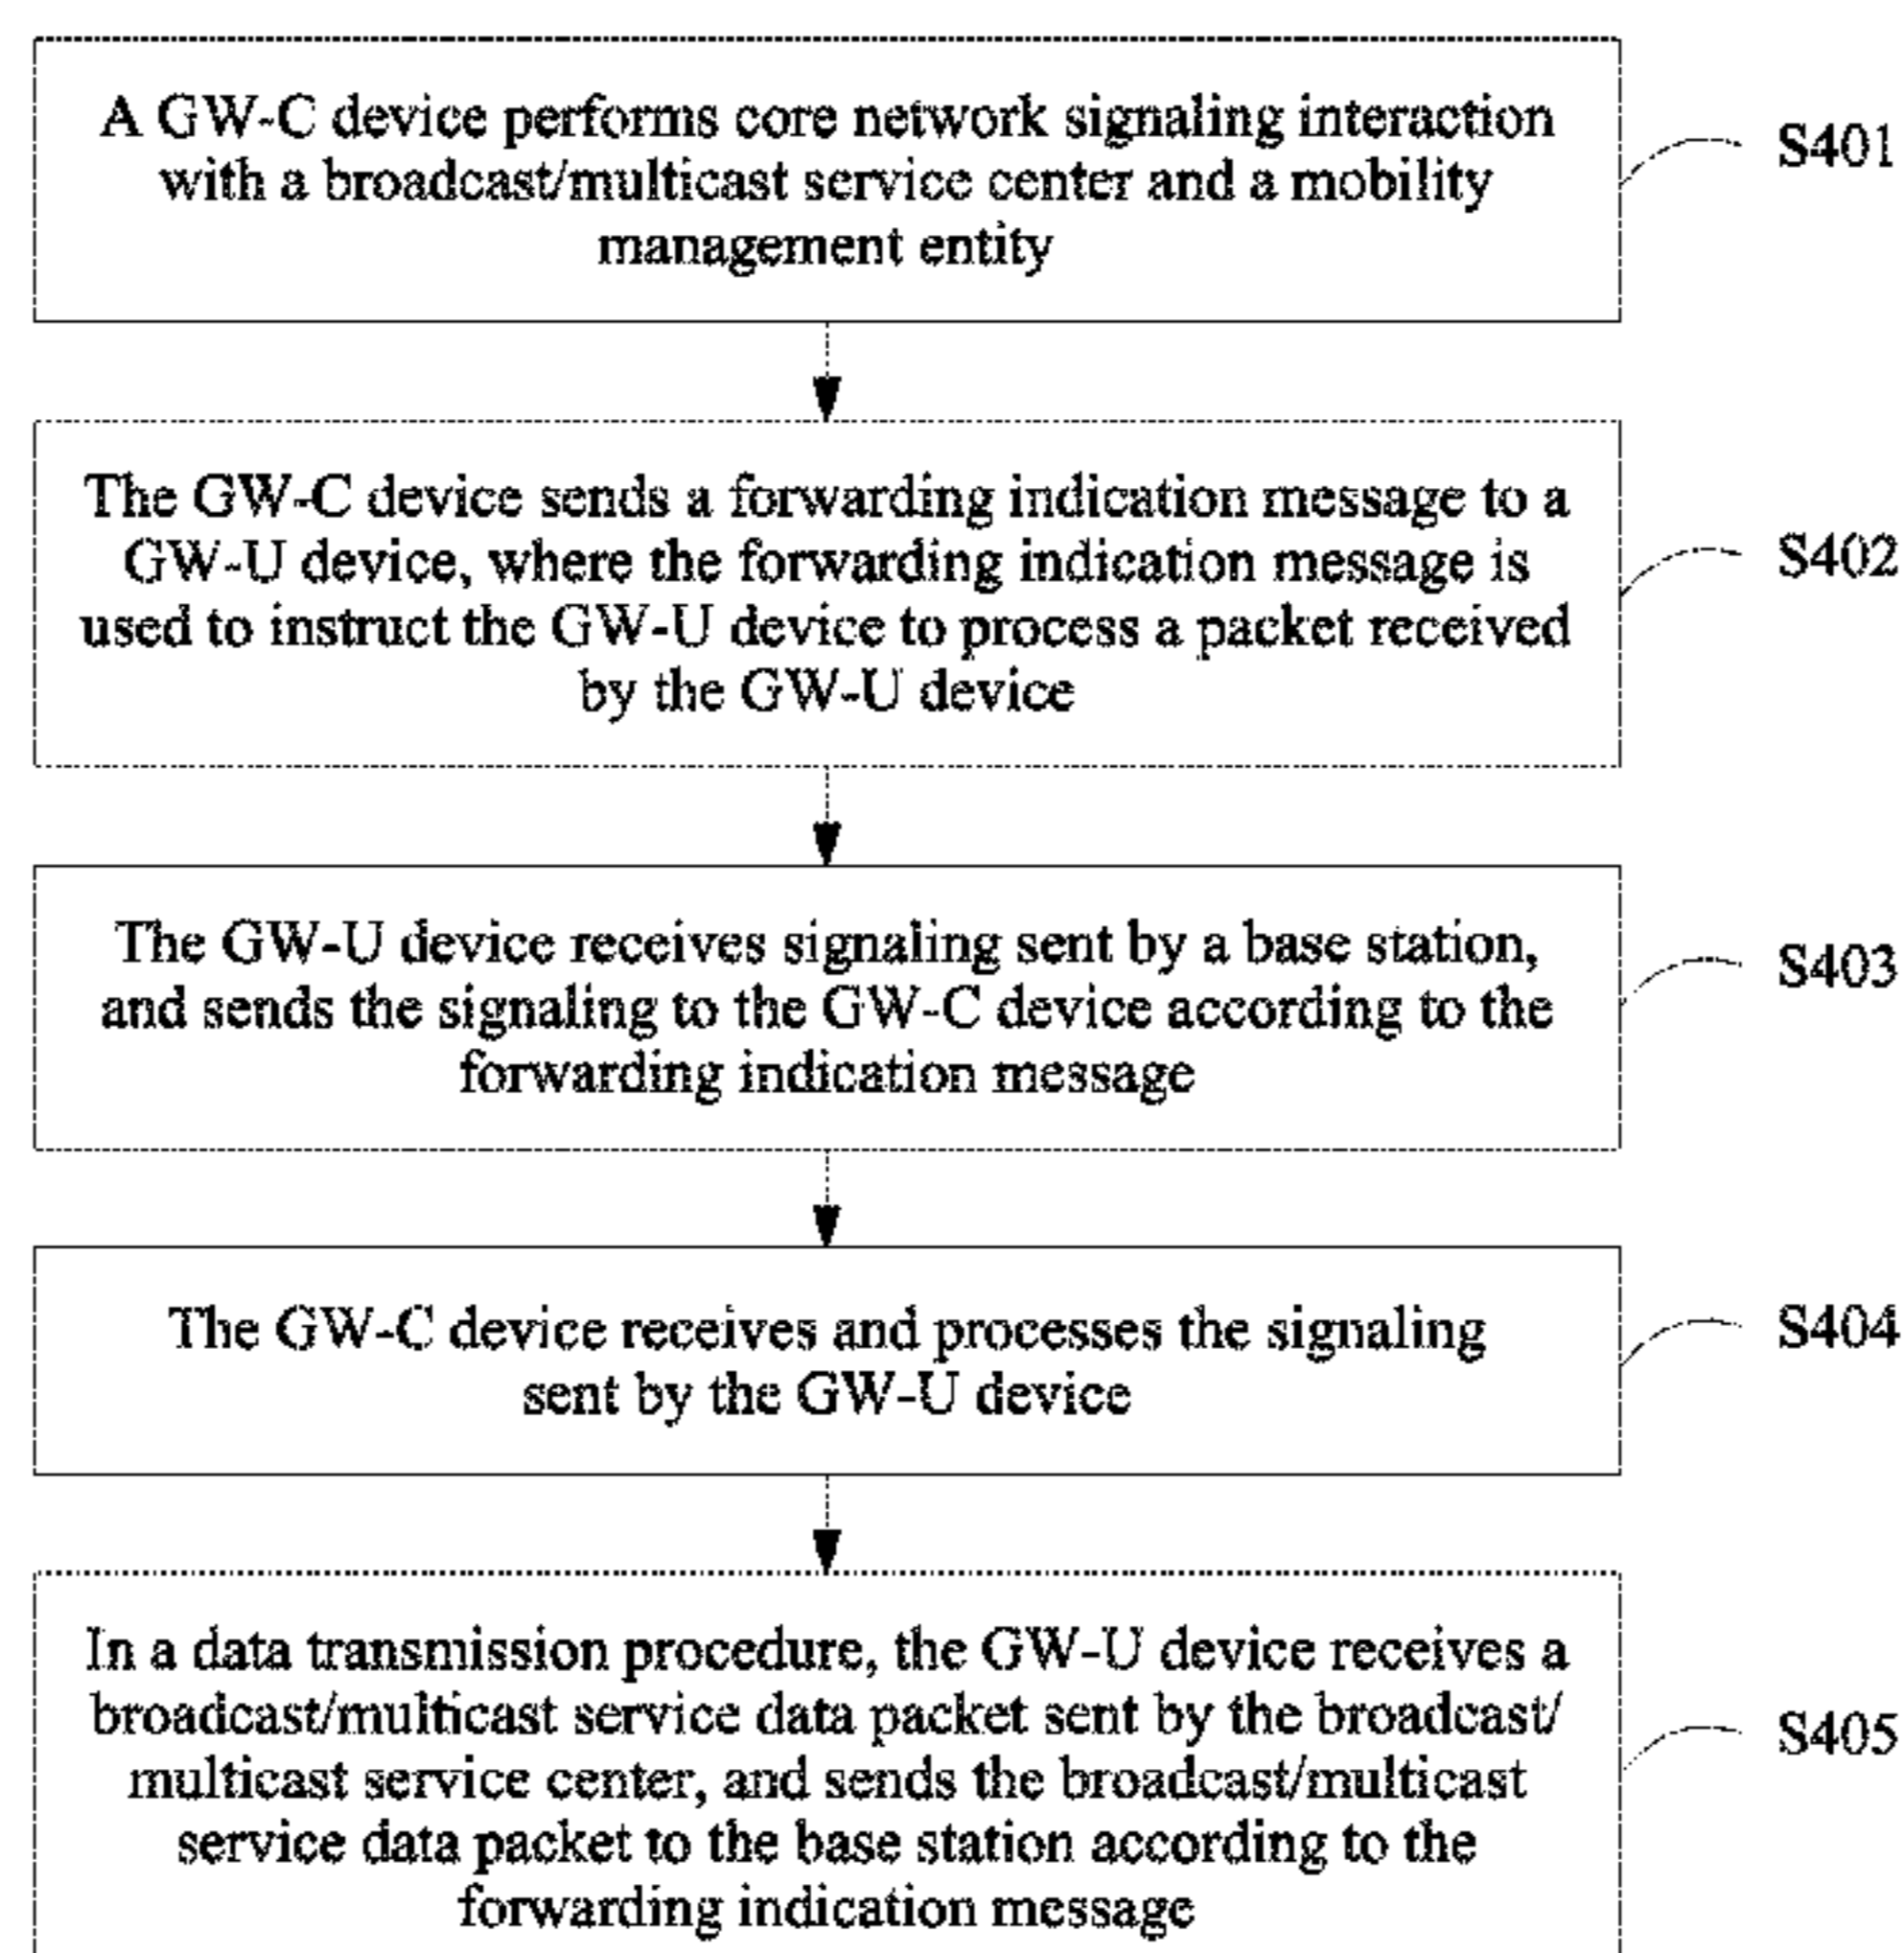 A GW-C device performs core network signaling interaction
with a broadcast/multicast service center and a mobility
management entity
S401
The GW-C device sends a forwarding indication message to a
GW-U device, where the forwarding indication message is
used to instruct the GW-U device to process a packet received
by the GW-U device
S402
The GW-U device receives signaling sent by a base station,
and sends the signaling to the GW-C device according to the
forwarding indication message
S403
The GW-C device receives and processes the signaling
sent by the GW-U device
S404
In a data transmission procedure, the GW-U device receives a
broadcast/multicast service data packet sent by the broadcast/
multicast service center, and sends the broadcast/multicast
service data packet to the base station according to the
forwarding indication message
S405